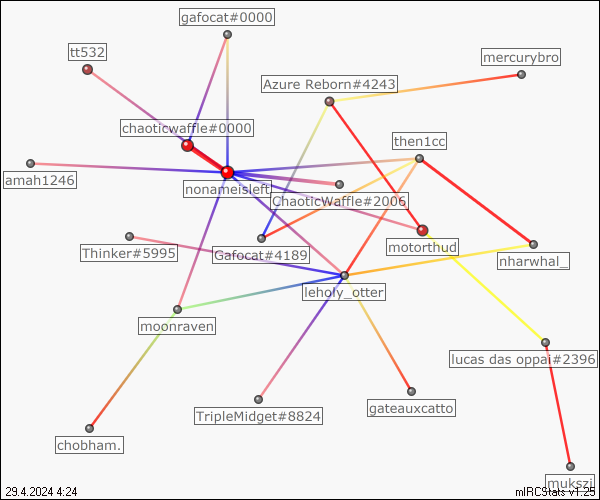 gafocat#0000
tt532
mercurybro
Azure Reborn#4243
chaoticwaffle#0000
then1cc
amah1246
nonameisleft
ChaoticWaffle#2006
Thinker#5995
Gafocat#4189
motorthud
nharwhal_
leholy_otter
moonraven
lucas das oppai#2396
TripleMidget#8824
gateauxcatto
chobham.
mukszi
29.4.2024 4:24
mIRCStats v1.25